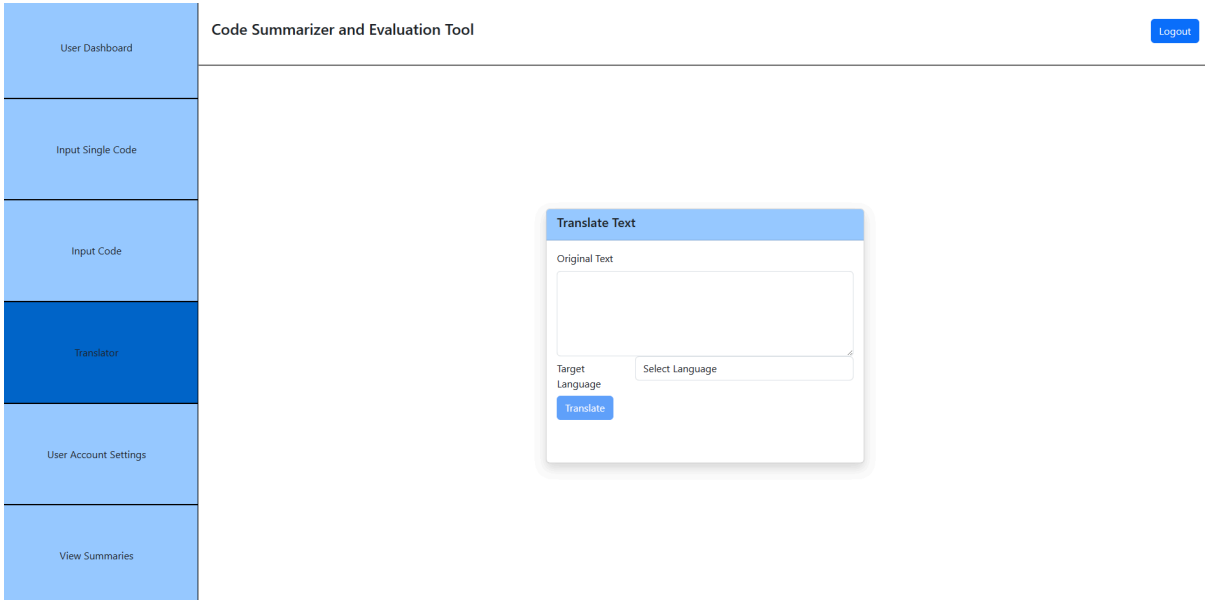 User Dashboard
Code Summarizer and Evaluation Tool
Logout
Input Single Code
Input Code
Translator
User Account Settings
View Summaries
Translate Text
Original Text
Target
Language
Select Language
Translate